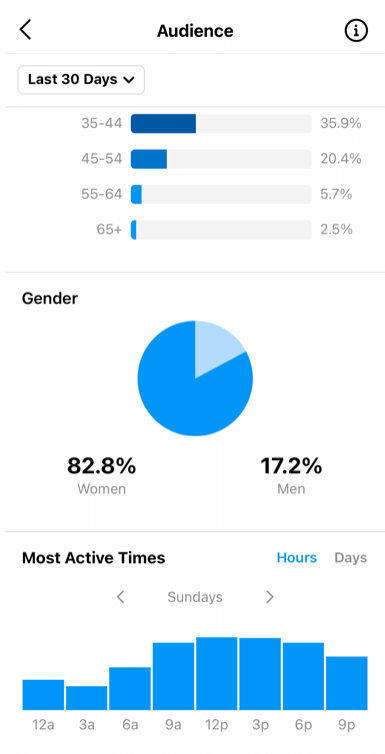 Audience
Last 30 Days
35-44 35.9%
45-54 20.4%
55-64 5.7%
65+ 2.5%
Gender
82.8% 17.2%
Women Men
Most Active Times Hours Days
Sundays
12a 3a 6a 9a 12p 3p 6p 9p